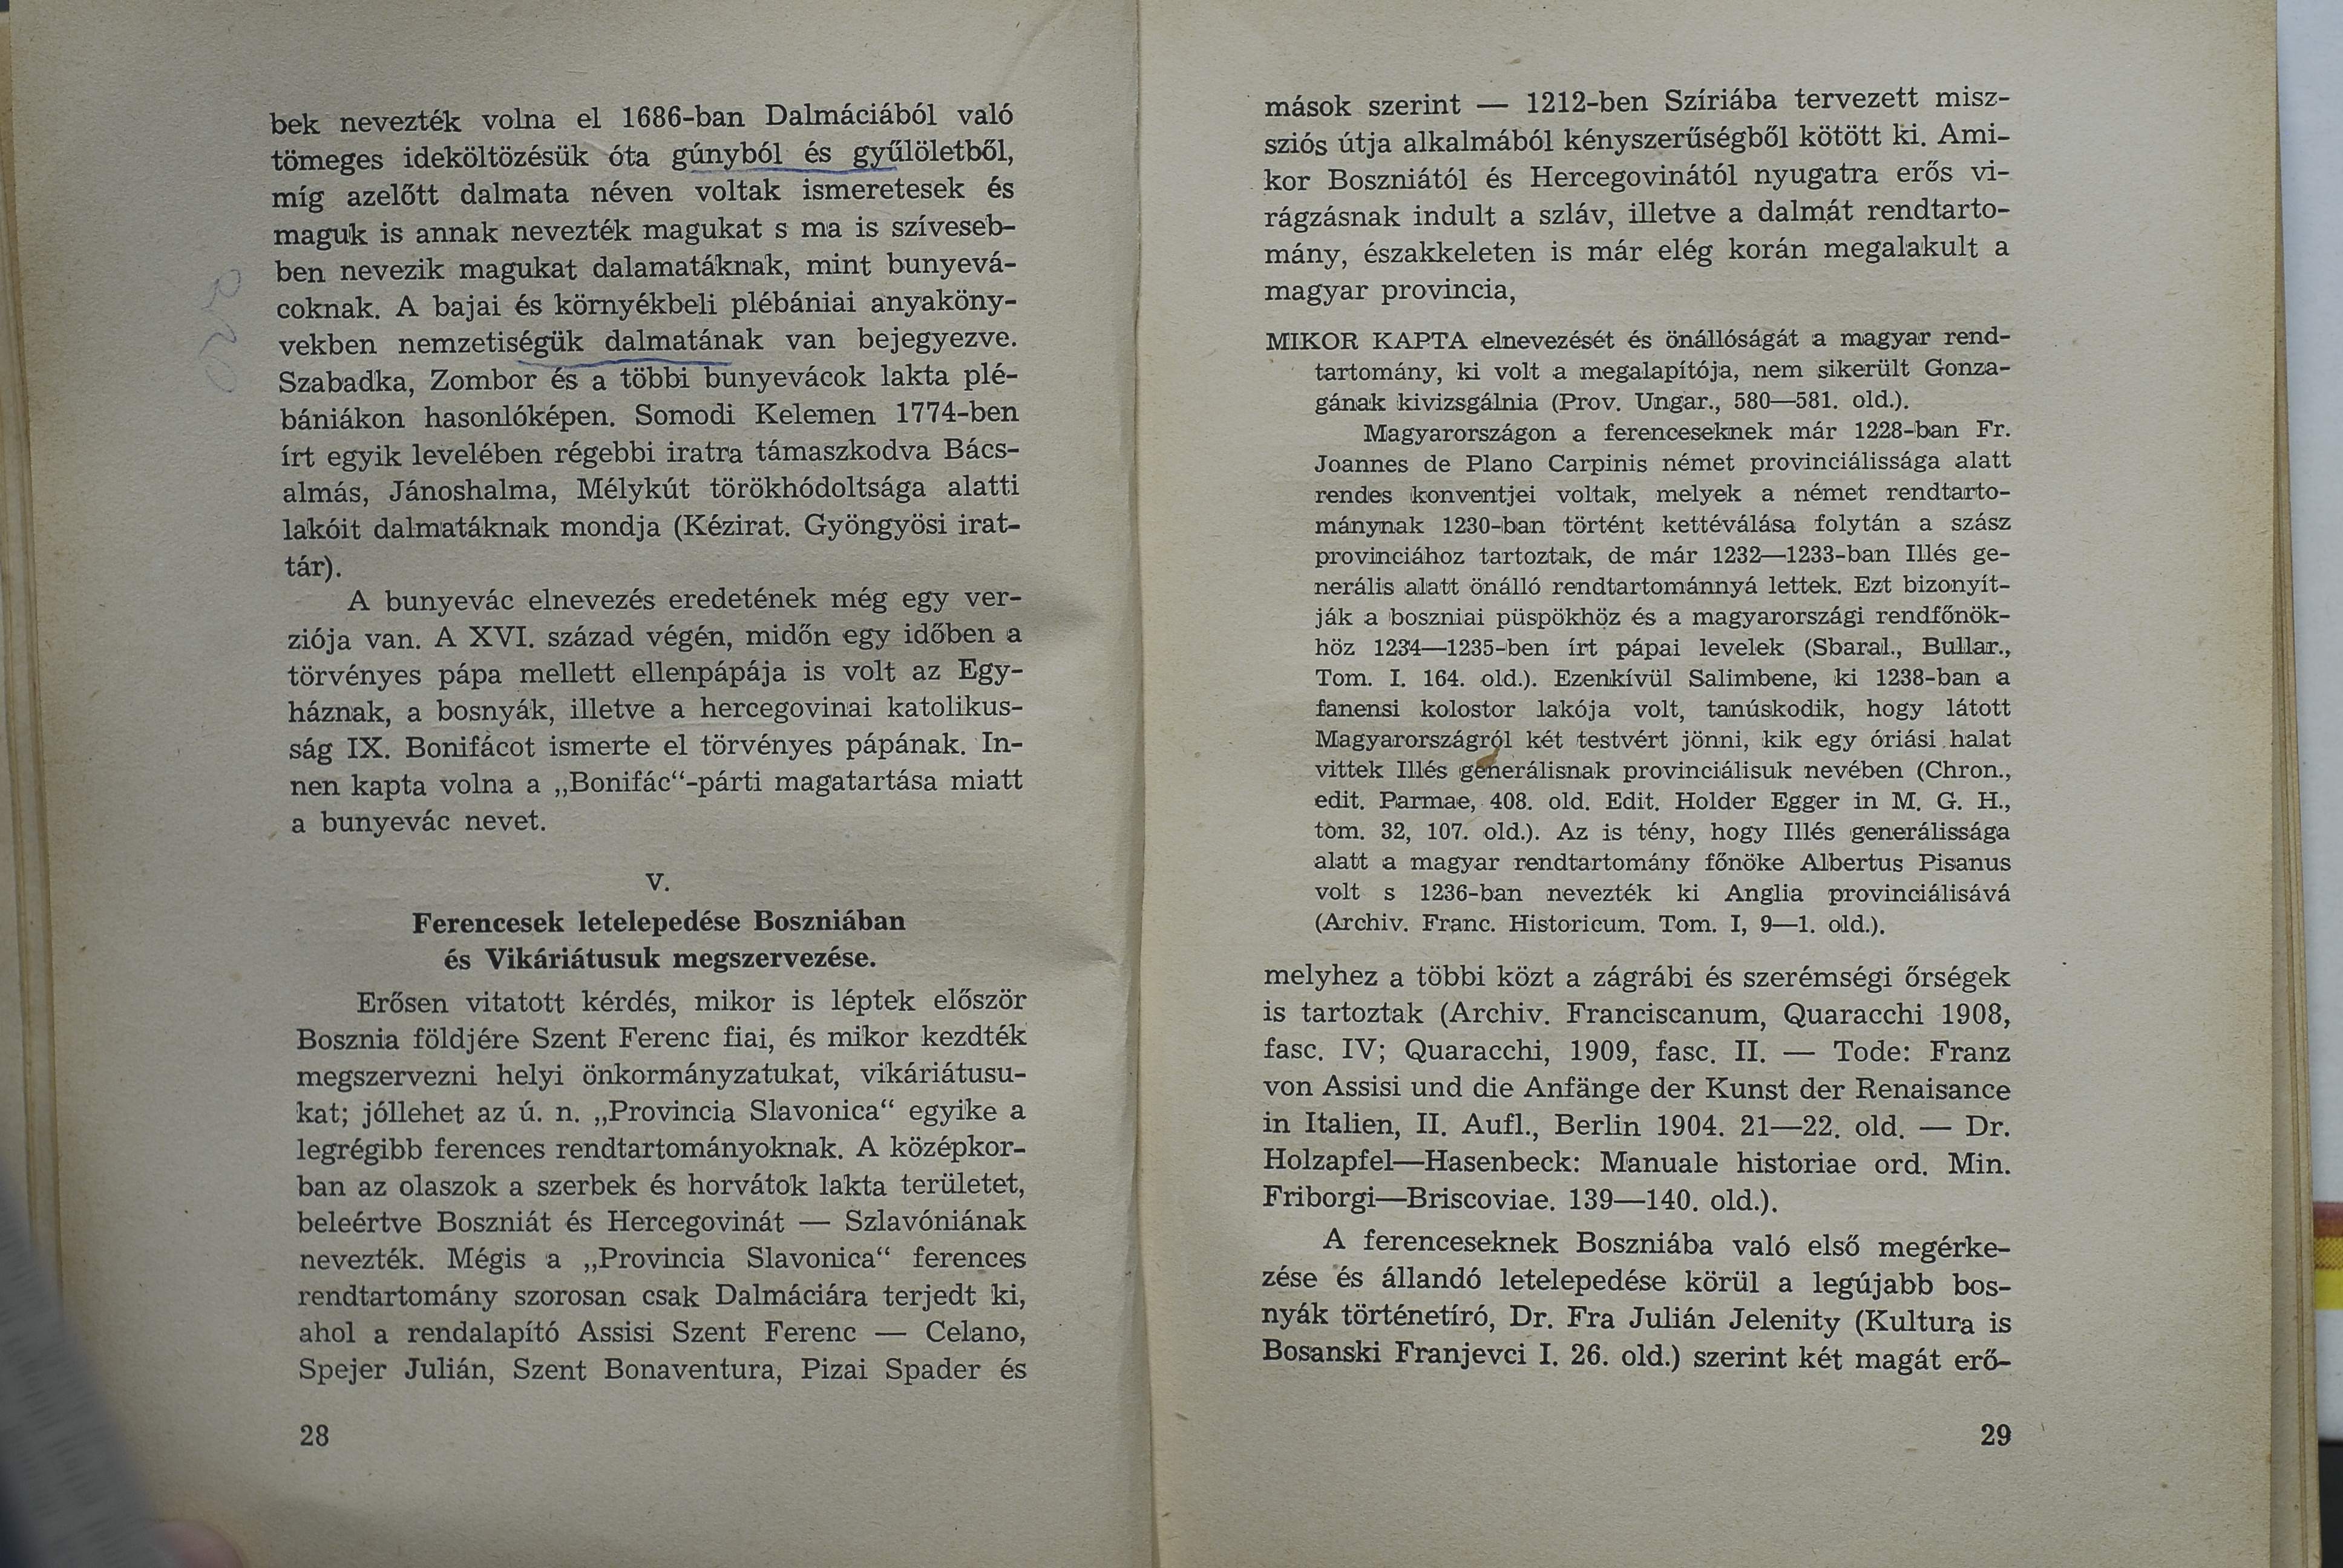 bek nevezték volna el 1686-ban Dalmáciából való
tömeges ideköltözésük óta gúnyból és gyűlöletből,
míg azelőtt dalmata néven voltak ismeretesek és
maguk is annak nevezték magukat s ma is szíveseb-
ben nevezik magukat dalamatáknak, mint bunyevá-
coknak. A bajai és környékbeli plébániai anyaköny-
vekben nemzetiségük dalmatának van bejegyezve.
Szabadka, Zombor és a többi bunyevácok lakta plé-
bániákon hasonlóképen. Somodi Kelemen 1774-ben
írt egyik levelében régebbi iratra támaszkodva Bács-
almás, Jánoshalma, Mélykút törökhódoltsága alatti
lakóit dalmatáknak mondja (Kézirat. Gyöngyösi irat-
tár).
A bunyevác elnevezés eredetének még egy ver-
ziója van. A XVI. század végén, midőn egy időben a
törvényes pápa mellett ellenpápája is volt az Egy-
háznak, a bosnyák, illetve a hercegovinai katolikus-
ság IX. Bonifácot ismerte el törvényes pápának. In-
nen kapta volna a „Bonifác“-párti magatartása miatt
a bunyevác nevet.
V.
Ferencesek letelepedése Boszniában
és Vikáriátusuk megszervezése.
Erősen vitatott kérdés, mikor is léptek először
Bosznia földjére Szent Ferenc fiai, és mikor kezdték
megszervezni helyi önkormányzatukat, vikáriátusu-
kat; jóllehet az ú. n. „Provincia Slavonica“ egyike a
legrégibb ferences rendtartományoknak. A középkor-
ban az olaszok a szerbek és horvátok lakta területet,
beleértve Boszniát és Hercegovinát — Szlavóniának
nevezték. Mégis a „Provincia Slavonica“ ferences
rendtartomány szorosan csak Dalmáciára terjedt ki,
ahol a rendalapító Assisi Szent Ferenc — Celano,
Spejer Julián, Szent Bonaventura, Pizai Spader és
28
mások szerint — 1212-ben Szíriába tervezett misz-
sziós útja alkalmából kényszerűségből kötött ki. Ami-
kor Boszniától és Hercegovinától nyugatra erős vi-
rágzásnak indult a szláv, illetve a dalmát rendtarto-
mány, északkeleten is már elég korán megalakult a
magyar provincia,
MIKOR KAPTA elnevezését és önállóságát a magyar rend-
tartomány, ki volt a megalapítója, nem sikerült Gonza-
gának kivizsgálnia (Prov. Ungar., 580—581. old.).
Magyarországon a ferenceseknek már 1228-ban Fr.
Joannes de Plano Carpinis német provinciálissága alatt
rendes konventjei voltak, melyek a német rendtarto-
mánynak 1230-ban történt kettéválása folytán a szász
provinciához tartoztak, de már 1232—1233-ban Illés ge-
nerális alatt önálló rendtartománnyá lettek. Ezt bizonyít-
ják a boszniai püspökhöz és a magyarországi rendfőnök-
höz 1234—1235-ben írt pápai levelek (Sbaral., Bullar.,
Tom. I. 164. old.). Ezenkívül Salimbene, ki 1238-ban a
fanensi kolostor lakója volt, tanúskodik, hogy látott
Magyarországról két testvért jönni, kik egy óriási halat
vittek Illés generálisnak provinciálisuk nevében (Chron.,
edit. Parmae, 408. old. Edit. Holder Egger in M. G. H.,
tom. 32, 107. old.). Az is tény, hogy Illés generálissága
alatt a magyar rendtartomány főnöke Albertus Pisanus
volt s 1236-ban nevezték ki Anglia provinciálisává
(Archiv. Franc. Historicum. Tom. I, 9—1. old.).
melyhez a többi közt a zágrábi és szerémségi őrségek
is tartoztak (Archiv. Franciscanum, Quaracchi 1908,
fasc. IV; Quaracchi, 1909, fasc. II. — Tode: Franz
von Assisi und die Anfänge der Kunst der Renaisance
in Italien, II. Aufl., Berlin 1904. 21—22. old. — Dr.
Holzapfel—Hasenbeck: Manuale historiae ord. Min.
Friborgi—Briscoviae. 139—140. old.).
A ferenceseknek Boszniába való első megérke-
zése és állandó letelepedése körül a legújabb bos-
nyák történetíró, Dr. Fra Julián Jelenity (Kultura is
Bosanski Franjevci I. 26. old.) szerint két magát erő-
29